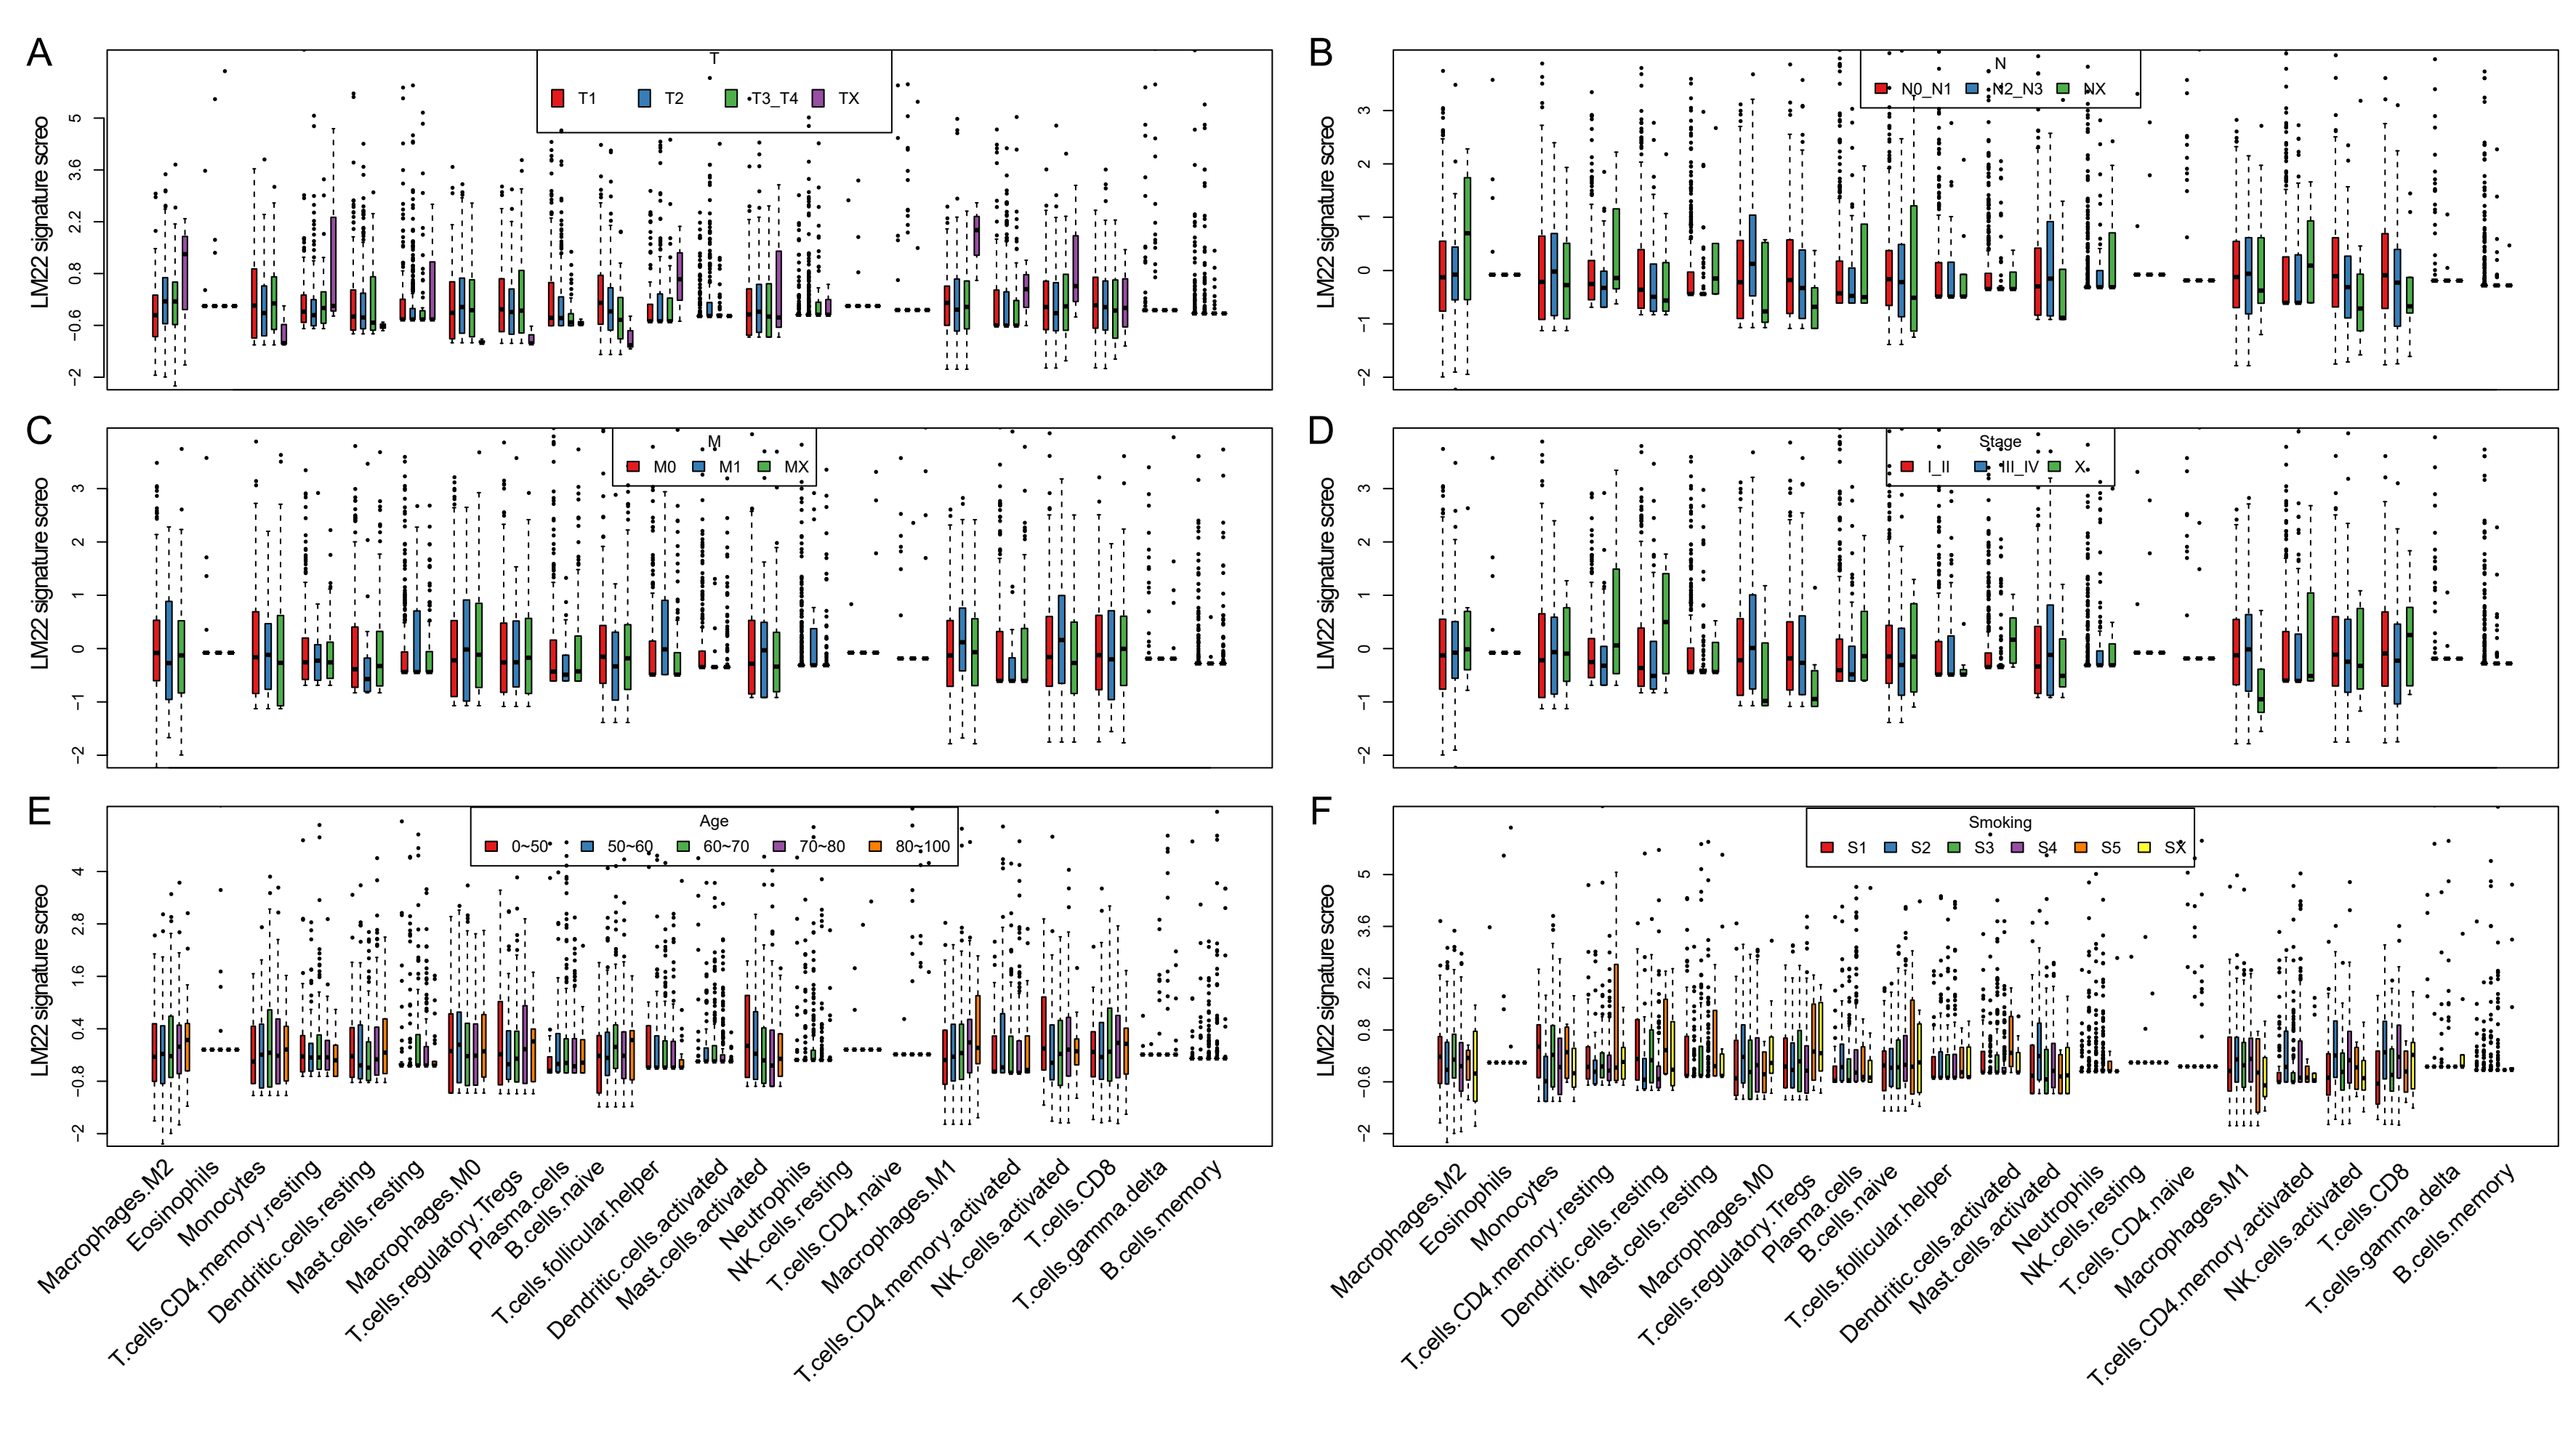 A
T
T1 T2 T3_T4 TX
LM22 signature screo
5
3.6
2.2
0.8
−0.6
−2
B
N
N0_N1 N2_N3 NX
LM22 signature screo
3
2
1
0
−1
−2
C
M
M0 M1 MX
LM22 signature screo
3
2
1
0
−1
−2
D
Stage
I_II III_IV X
LM22 signature screo
3
2
1
0
−1
−2
E
Age
0~50 50~60 60~70 70~80 80~100
LM22 signature screo
4
2.8
1.6
0.4
−0.8
−2
Macrophages.M2
Eosinophils
Monocytes
T.cells.CD4.memory.resting
Dendritic.cells.resting
Mast.cells.resting
Macrophages.M0
T.cells.regulatory.Tregs
Plasma.cells
B.cells.naive
T.cells.follicular.helper
Dendritic.cells.activated
Mast.cells.activated
Neutrophils
NK.cells.resting
T.cells.CD4.naive
Macrophages.M1
T.cells.CD4.memory.activated
NK.cells.activated
T.cells.CD8
T.cells.gamma.delta
B.cells.memory
F
Smoking
S1 S2 S3 S4 S5 SX
LM22 signature screo
5
3.6
2.2
0.8
−0.6
−2
Macrophages.M2
Eosinophils
Monocytes
T.cells.CD4.memory.resting
Dendritic.cells.resting
Mast.cells.resting
Macrophages.M0
T.cells.regulatory.Tregs
Plasma.cells
B.cells.naive
T.cells.follicular.helper
Dendritic.cells.activated
Mast.cells.activated
Neutrophils
NK.cells.resting
T.cells.CD4.naive
Macrophages.M1
T.cells.CD4.memory.activated
NK.cells.activated
T.cells.CD8
T.cells.gamma.delta
B.cells.memory